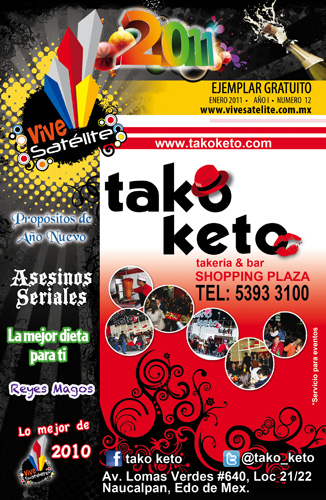 2011
EJEMPLAR GRATUITO
ENERO 2011 • AÑO I • NUMERO 12
www.vivesatelite.com.mx
Vive
Satélite
www.takoketo.com
tako
keto
takeria & bar
SHOPPING PLAZA
TEL: 5393 3100
Propositos de
Año Nuevo
Asesinos
Seriales
La mejor dieta
para ti
Reyes Magos
Lo mejor de
2010
*Servicio para eventos
tako keto
@tako_keto
Av. Lomas Verdes #640, Loc 21/22
Naucalpan, Edo de Mex.
Vive
Satélite